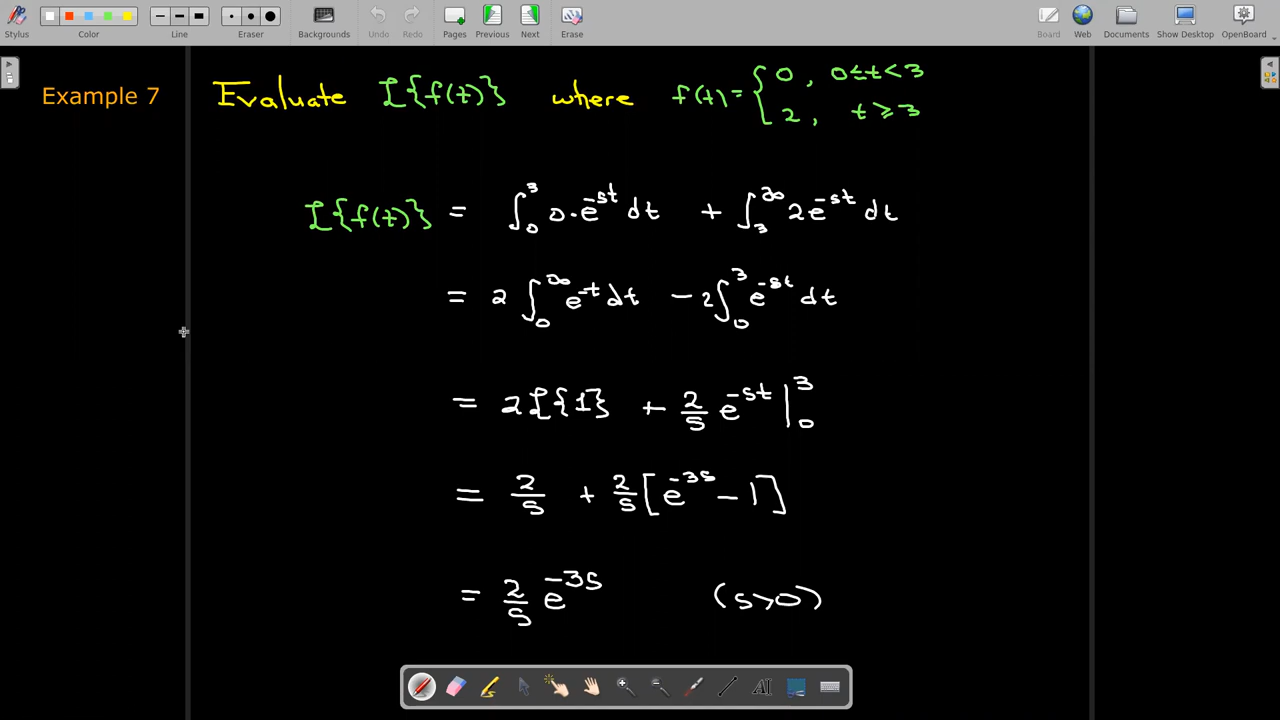 Stylus Color Line Eraser Backgrounds Undo Redo Pages Previous Next Erase Board Web Documents Show Desktop OpenBoard
Example 7 Evaluate ℒ{f(t)} where f(t) = { 0, 0≤t<3
2, t≥3
ℒ{f(t)} = ∫₀³ 0·e^{-st} dt + ∫₃^∞ 2e^{-st} dt
= 2 ∫₀^∞ e^{-t} dt - 2∫₀³ e^{-st} dt
= 2ℒ{1} + 2/s e^{-st} |₀³
= 2/s + 2/s [e^{-3s} - 1]
= 2/s e^{-3s} (s>0)
AI